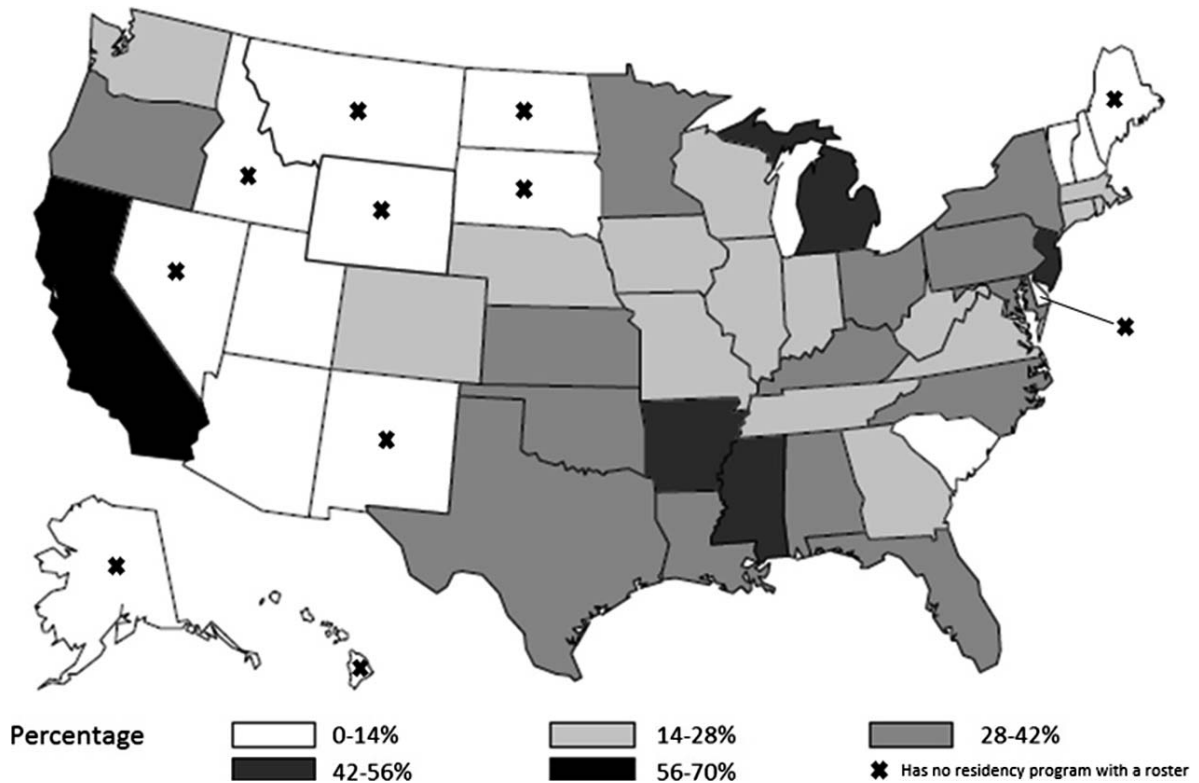 Percentage 0-14% 14-28% 28-42%
42-56% 56-70% Has no residency program with a roster